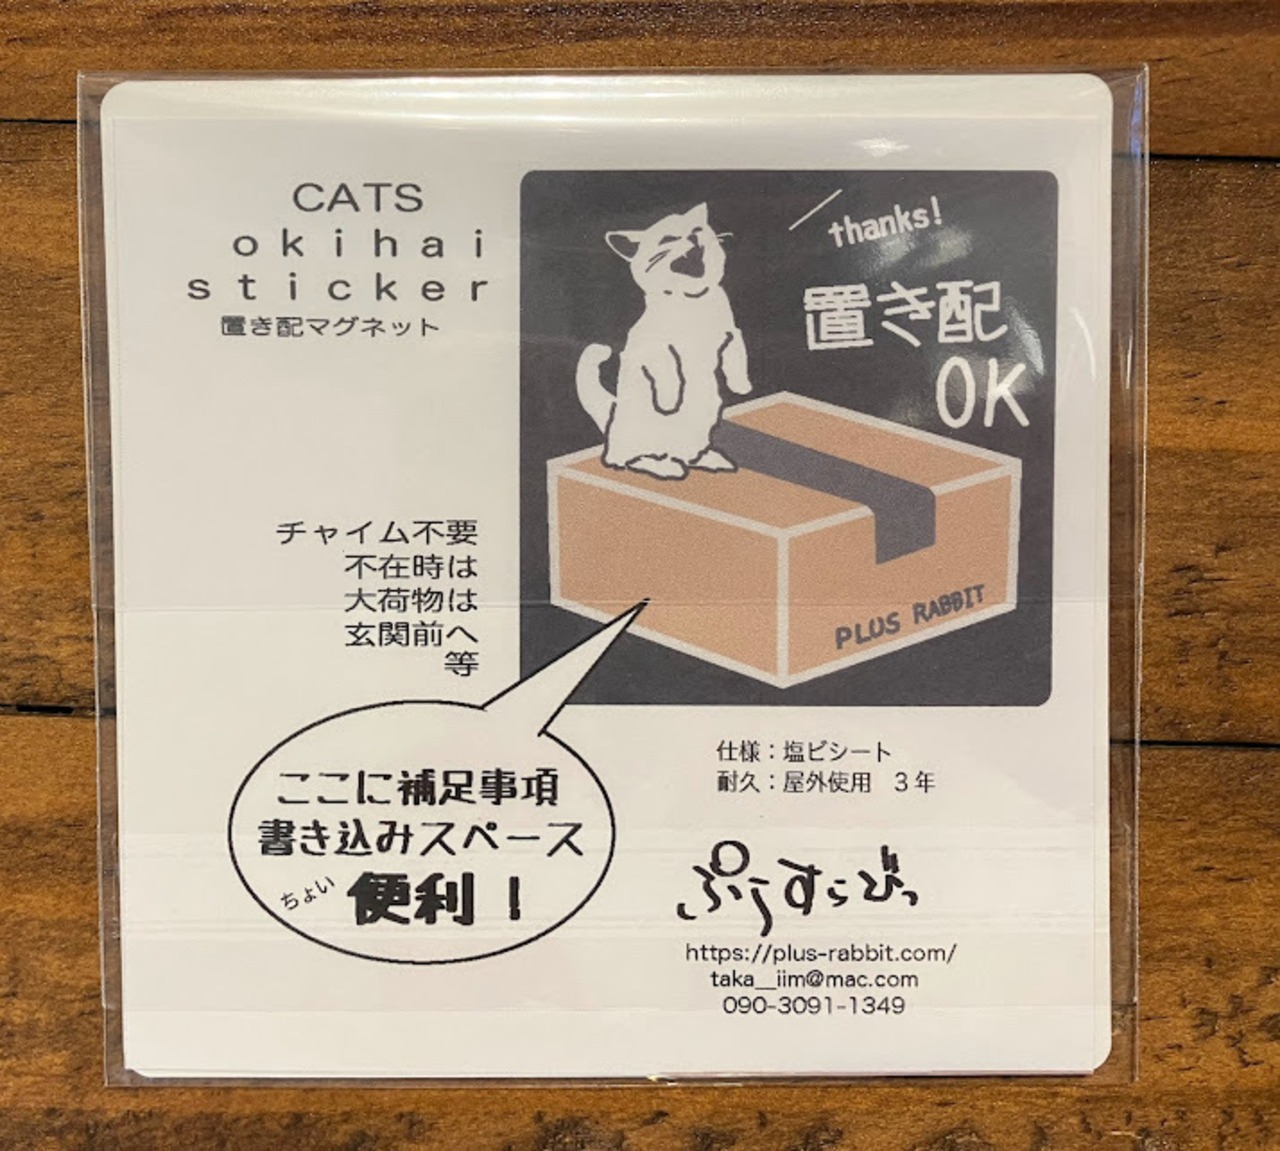 CATS
okihai
sticker
置き配マグネット
thanks!
置き配
OK
PLUS RABBIT
チャイム不要
不在時は
大荷物は
玄関前へ
等
ここに補足事項
書き込みスペース
ちょい 便利！
仕様：塩ビシート
耐久：屋外使用 3年
ぷらすらびっ
https://plus-rabbit.com/
taka__iim@mac.com
090-3091-1349